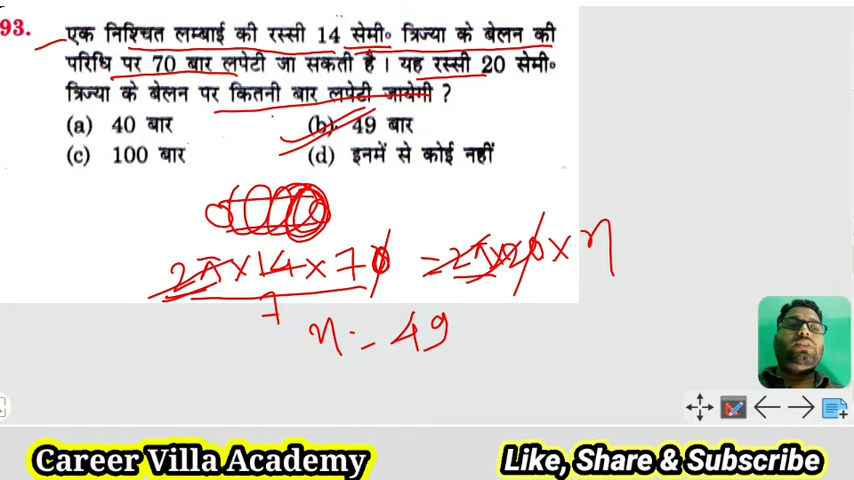 93. एक निश्चित लम्बाई की रस्सी 14 सेमी॰ त्रिज्या के बेलन की
परिधि पर 70 बार लपेटी जा सकती है। यह रस्सी 20 सेमी॰
त्रिज्या के बेलन पर कितनी बार लपेटी जायेगी ?
(a) 40 बार (b) 49 बार
(c) 100 बार (d) इनमें से कोई नहीं
2π×14×70 = 2π×20×n
7
n = 49
Career Villa Academy Like, Share & Subscribe